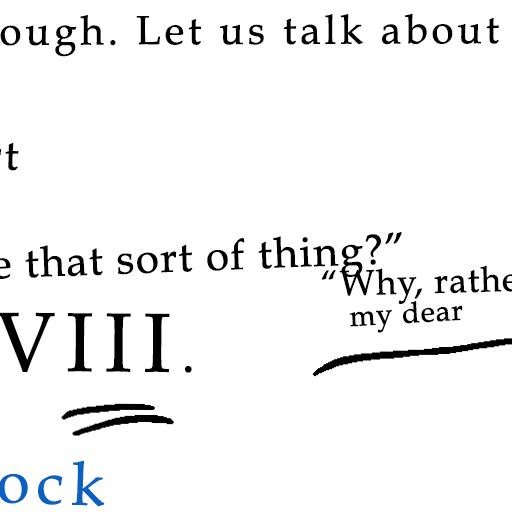 ough. Let us talk about
t
e that sort of thing?”
“Why, rathe
my dear
VIII.
ock